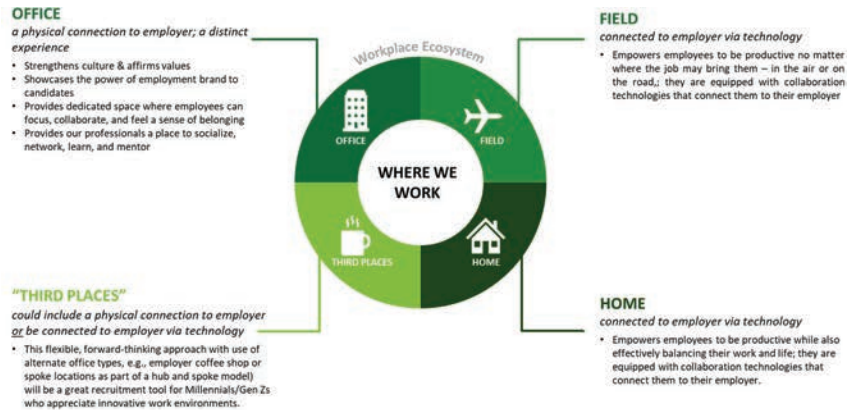 OFFICE
a physical connection to employer; a distinct
experience
• Strengthens culture & affirms values
• Showcases the power of employment brand to
candidates
• Provides dedicated space where employees can
focus, collaborate, and feel a sense of belonging
• Provides our professionals a place to socialize,
network, learn, and mentor
Workplace Ecosystem
FIELD
connected to employer via technology
• Empowers employees to be productive no matter
where the job may bring them – in the air or on
the road,; they are equipped with collaboration
technologies that connect them to their employer
OFFICE
FIELD
WHERE WE
WORK
THIRD PLACES
HOME
"THIRD PLACES"
could include a physical connection to employer
or be connected to employer via technology
• This flexible, forward-thinking approach with use of
alternate office types, e.g., employer coffee shop or
spoke locations as part of a hub and spoke model)
will be a great recruitment tool for Millennials/Gen Zs
who appreciate innovative work environments.
HOME
connected to employer via technology
• Empowers employees to be productive while also
effectively balancing their work and life; they are
equipped with collaboration technologies that
connect them to their employer.